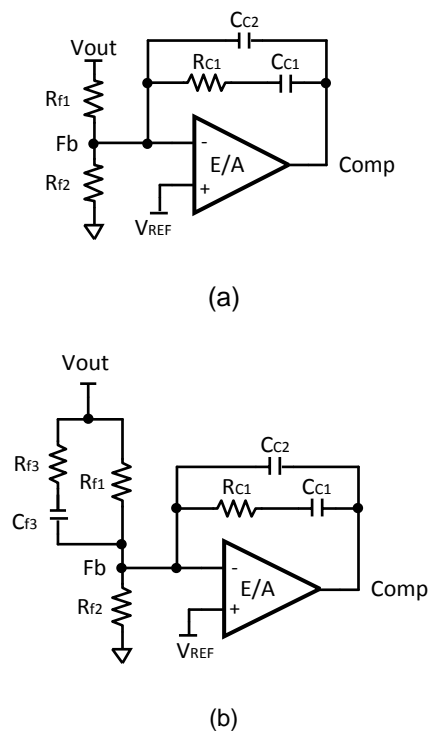 Vout
Rf1
Fb
Rf2
CC2
RC1
CC1
-
E/A
+
VREF
Comp
(a)
Vout
Rf3
Rf1
Cf3
Fb
Rf2
CC2
RC1
CC1
-
E/A
+
VREF
Comp
(b)